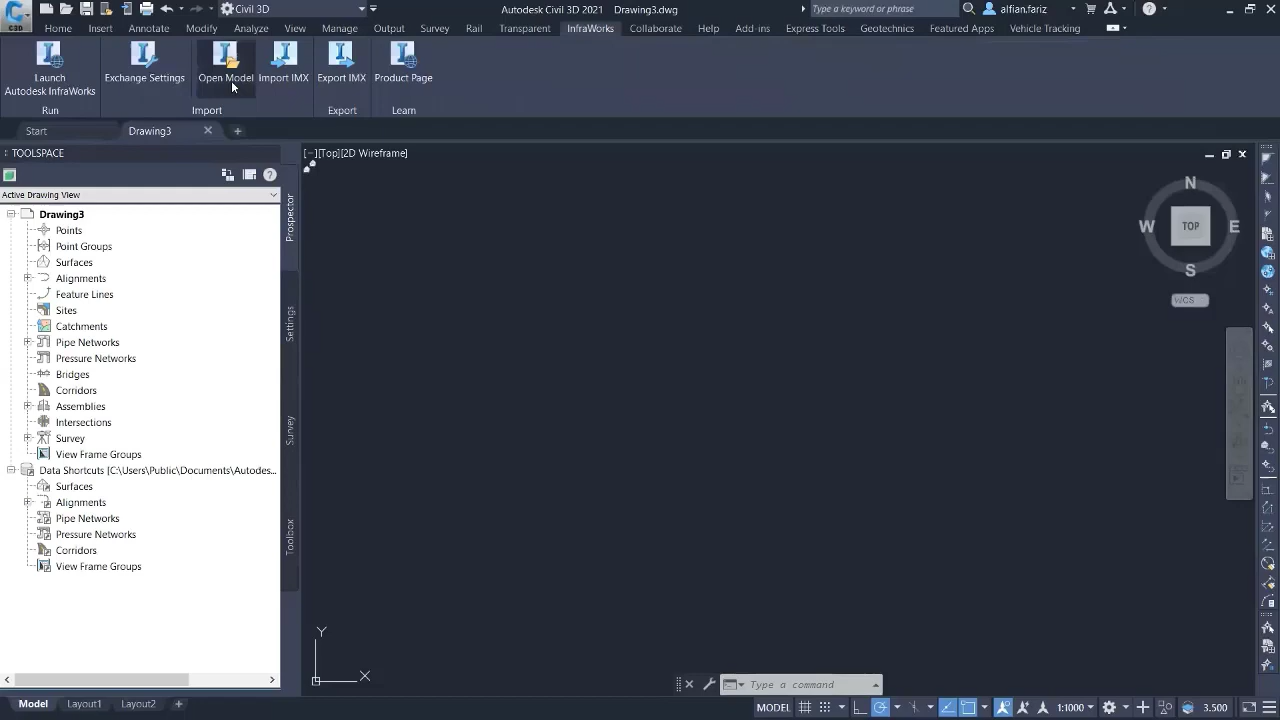 Civil 3D
Autodesk Civil 3D 2021 Drawing3.dwg
Type a keyword or phrase
alfian.fariz
C3D
Home Insert Annotate Modify Analyze View Manage Output Survey Rail Transparent InfraWorks Collaborate Help Add-ins Express Tools Geotechnics Featured Apps Vehicle Tracking
Launch
Autodesk InfraWorks
Exchange Settings
Open Model
Import IMX
Export IMX
Product Page
Run
Import
Export
Learn
Start
Drawing3
TOOLSPACE
[−][Top][2D Wireframe]
Active Drawing View
Drawing3
Points
Point Groups
Surfaces
Alignments
Feature Lines
Sites
Catchments
Pipe Networks
Pressure Networks
Bridges
Corridors
Assemblies
Intersections
Survey
View Frame Groups
Data Shortcuts [C:\Users\Public\Documents\Autodes...
Surfaces
Alignments
Pipe Networks
Pressure Networks
Corridors
View Frame Groups
Prospector
Settings
Survey
Toolbox
N
W
TOP
E
S
WCS
Y
X
Type a command
Model Layout1 Layout2
MODEL
1:1000
3.500